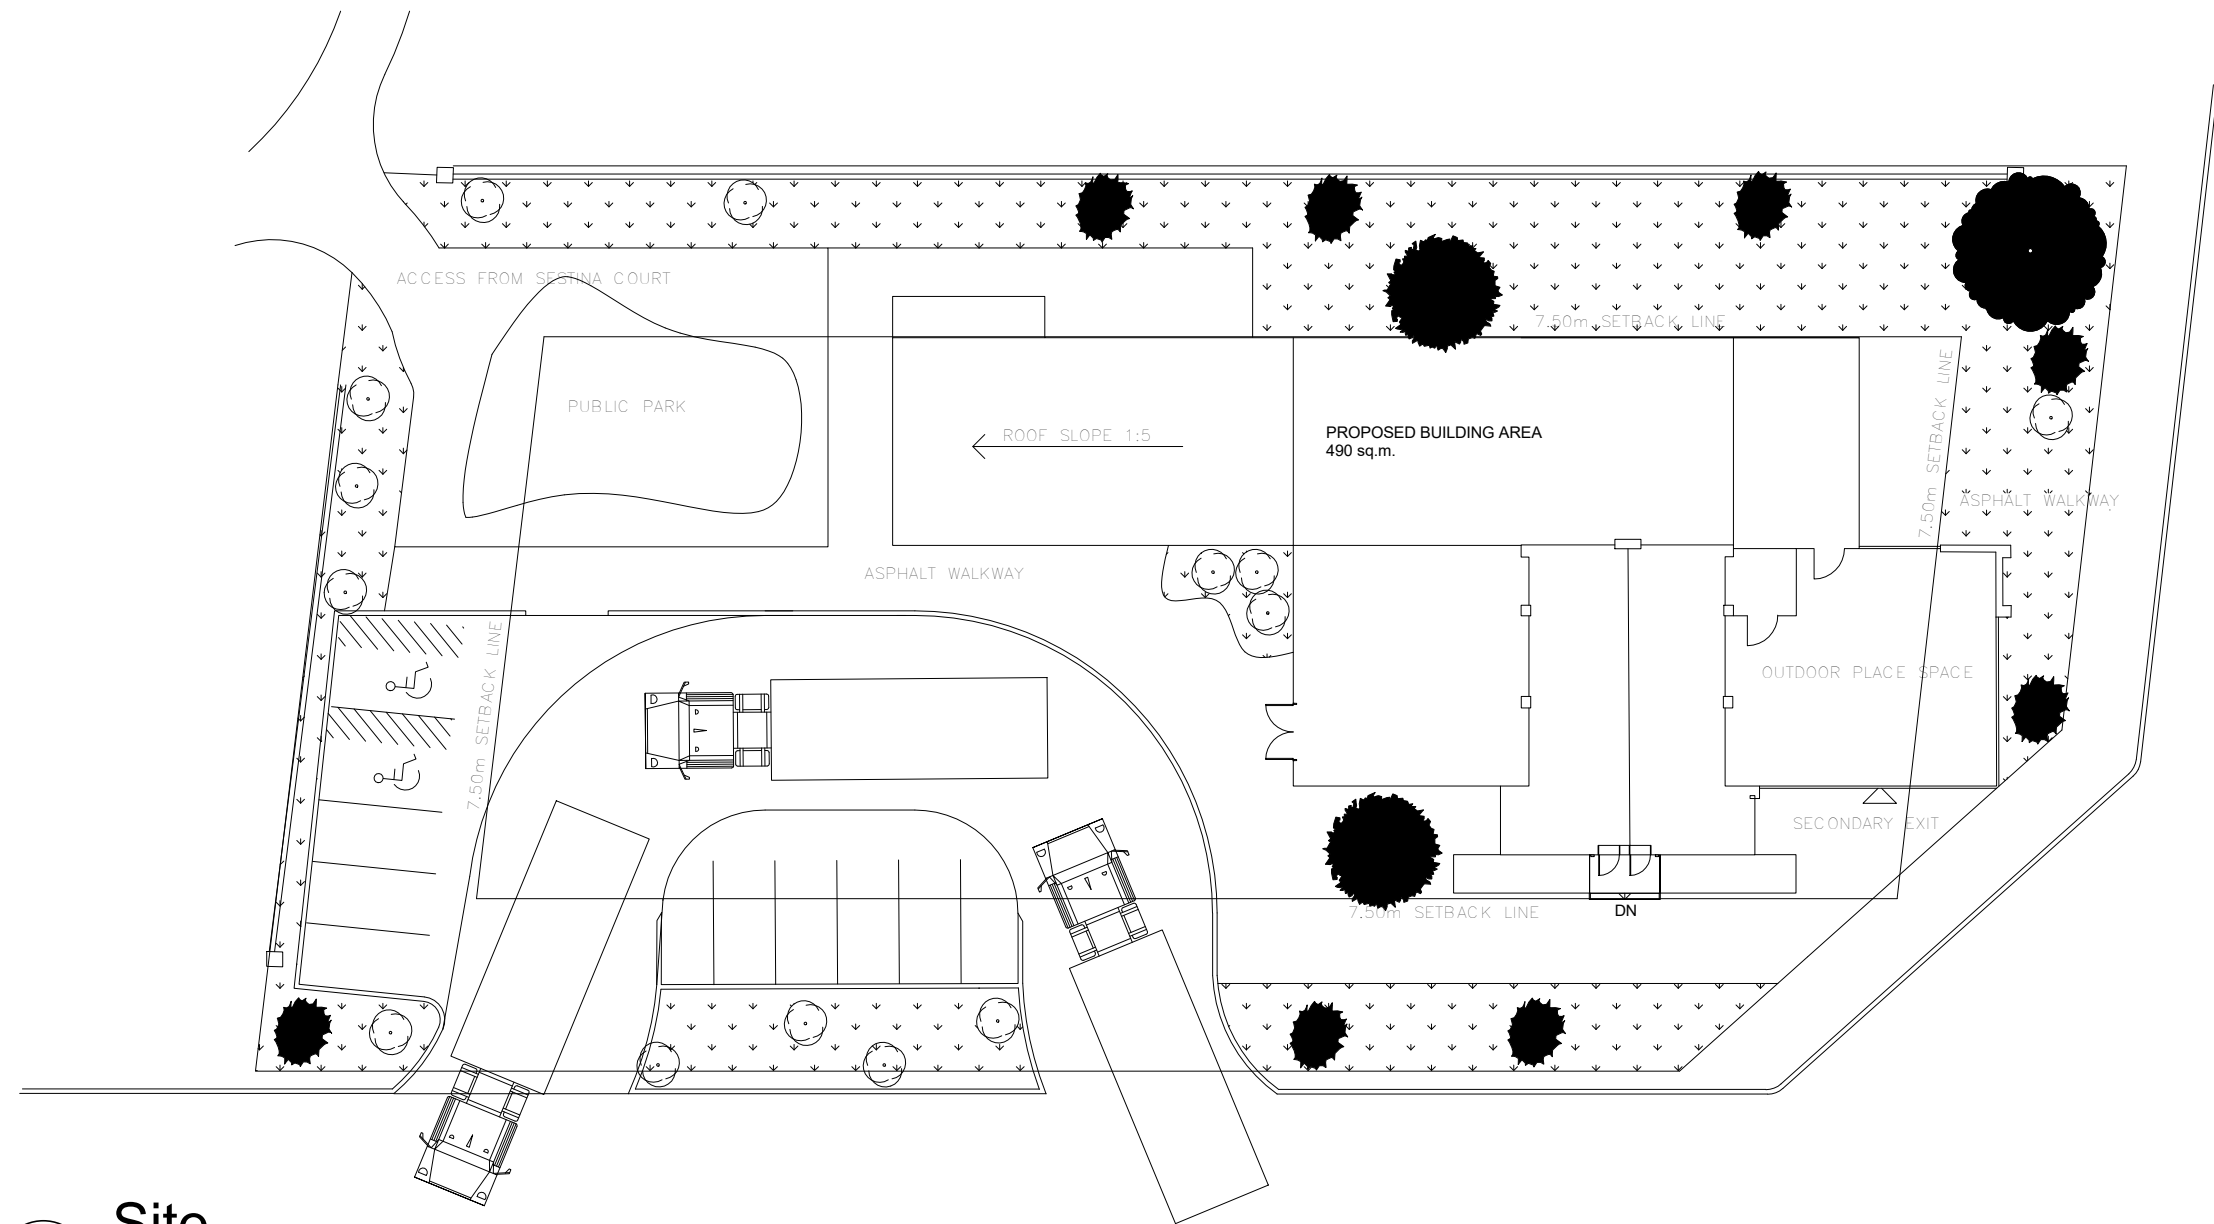 ACCESS FROM SESTINA COURT
7.50m SETBACK LINE
PUBLIC PARK
ROOF SLOPE 1:5
PROPOSED BUILDING AREA
490 sq.m.
7.50m SETBACK LINE
ASPHALT WALKWAY
ASPHALT WALKWAY
7.50m SETBACK LINE
OUTDOOR PLACE SPACE
SECONDARY EXIT
7.50m SETBACK LINE
DN
Site